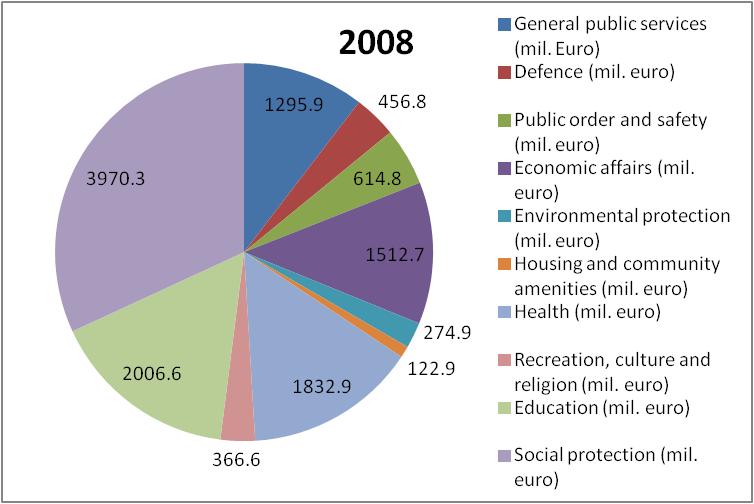 2008
1295.9
456.8
614.8
1512.7
274.9
122.9
1832.9
366.6
2006.6
3970.3
General public services
(mil. Euro)
Defence (mil. euro)
Public order and safety
(mil. euro)
Economic affairs (mil.
euro)
Environmental protection
(mil. euro)
Housing and community
amenities (mil. euro)
Health (mil. euro)
Recreation, culture and
religion (mil. euro)
Education (mil. euro)
Social protection (mil.
euro)